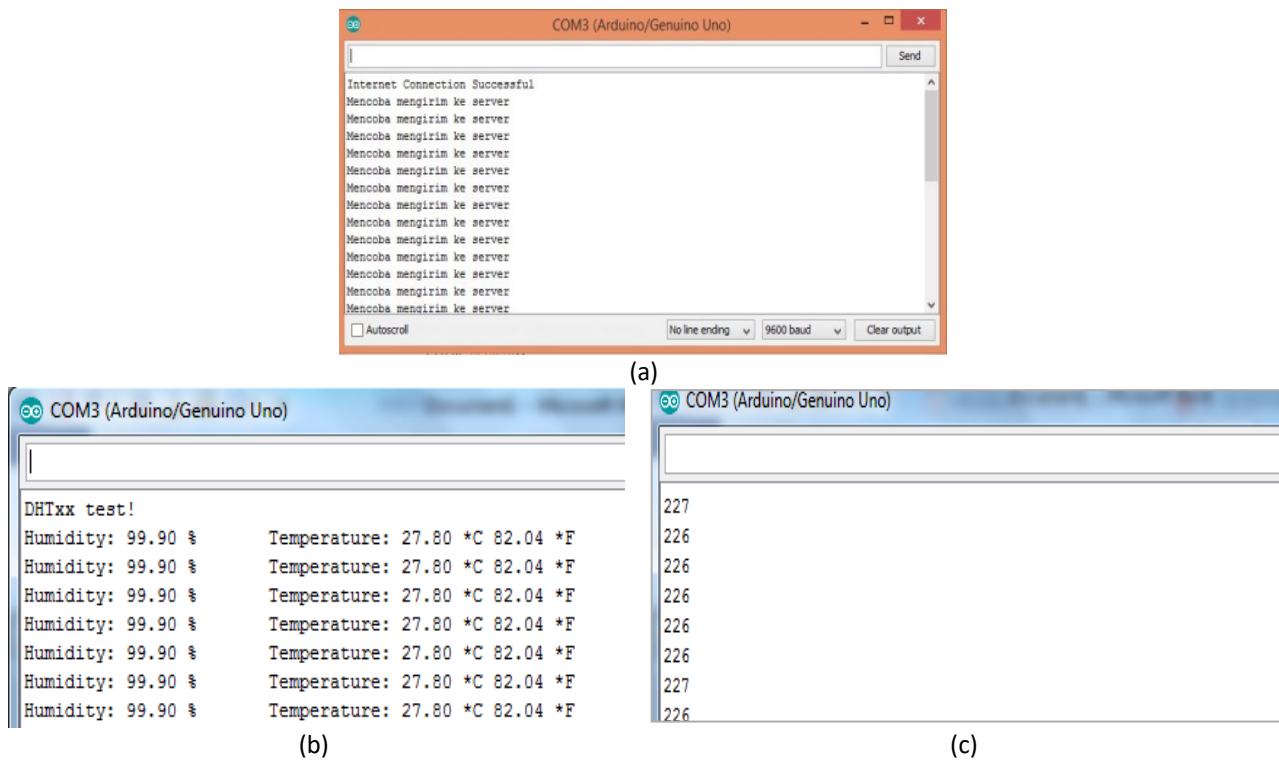 COM3 (Arduino/Genuino Uno)
Send
Internet Connection Successful
Mencoba mengirim ke server
Mencoba mengirim ke server
Mencoba mengirim ke server
Mencoba mengirim ke server
Mencoba mengirim ke server
Mencoba mengirim ke server
Mencoba mengirim ke server
Mencoba mengirim ke server
Mencoba mengirim ke server
Mencoba mengirim ke server
Mencoba mengirim ke server
Mencoba mengirim ke server
Mencoba mengirim ke server
Autoscroll No line ending 9600 baud Clear output
(a)
COM3 (Arduino/Genuino Uno)
DHTxx test!
Humidity: 99.90 % Temperature: 27.80 *C 82.04 *F
Humidity: 99.90 % Temperature: 27.80 *C 82.04 *F
Humidity: 99.90 % Temperature: 27.80 *C 82.04 *F
Humidity: 99.90 % Temperature: 27.80 *C 82.04 *F
Humidity: 99.90 % Temperature: 27.80 *C 82.04 *F
Humidity: 99.90 % Temperature: 27.80 *C 82.04 *F
Humidity: 99.90 % Temperature: 27.80 *C 82.04 *F
(b)
COM3 (Arduino/Genuino Uno)
227
226
226
226
226
226
227
226
(c)